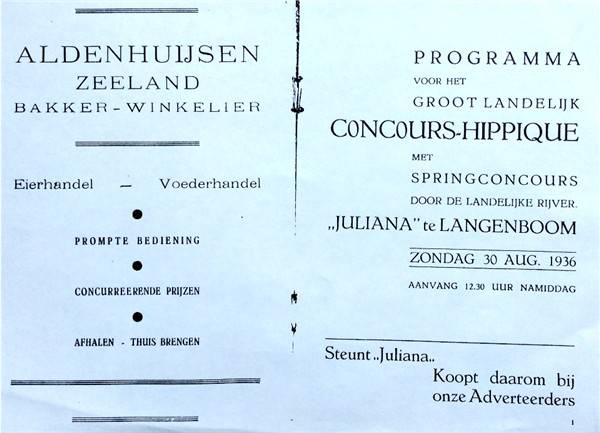 ALDENHUIJSEN
ZEELAND
BAKKER-WINKELIER
Eierhandel — Voederhandel
PROMPTE BEDIENING
CONCURREERENDE PRIJZEN
AFHALEN - THUIS BRENGEN
PROGRAMMA
VOOR HET
GROOT LANDELIJK
CONCOURS-HIPPIQUE
MET
SPRINGCONCOURS
DOOR DE LANDELIJKE RIJVER.
„JULIANA" te LANGENBOOM
ZONDAG 30 AUG. 1936
AANVANG 12.30 UUR NAMIDDAG
Steunt „Juliana„
Koopt daarom bij
onze Adverteerders
1